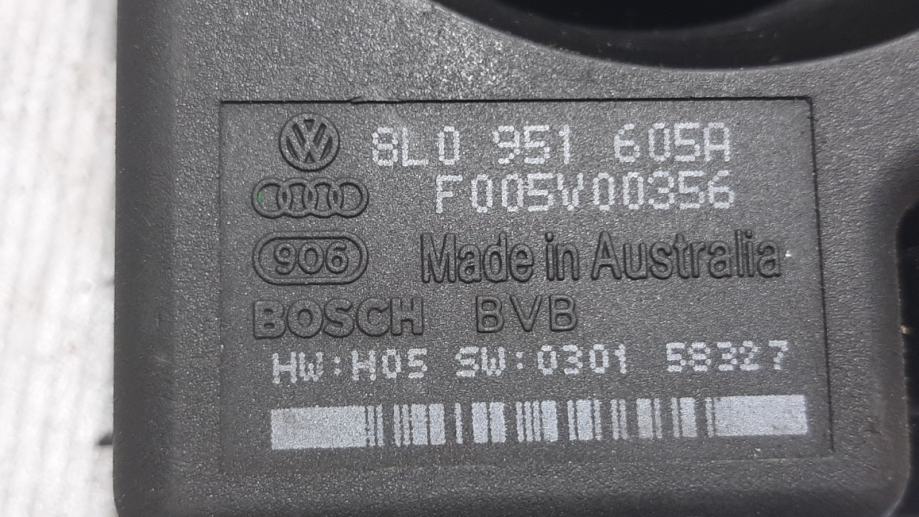 8L0 951 605A
F005V00356
906 Made in Australia
BOSCH BVB
HW:H05 SW:0301 58327